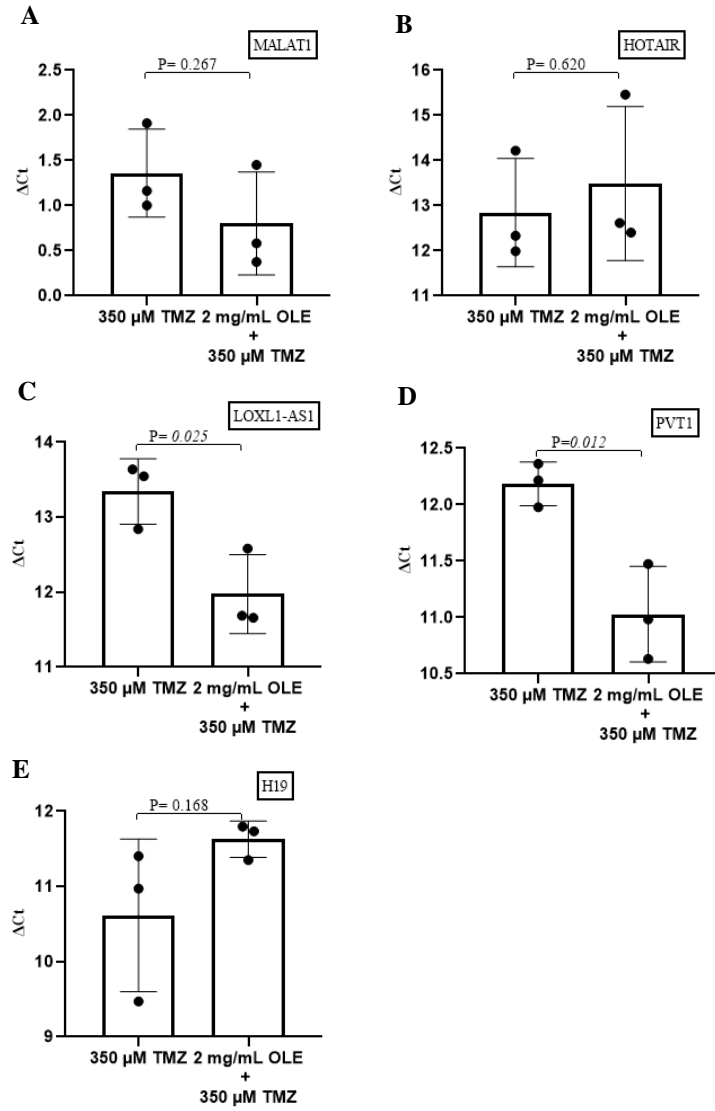 A
MALAT1
P= 0.267
2.5
2.0
1.5
1.0
0.5
0.0
ΔCt
350 µM TMZ
2 mg/mL OLE
+
350 µM TMZ
B
HOTAIR
P= 0.620
16
15
14
13
12
11
ΔCt
350 µM TMZ
2 mg/mL OLE
+
350 µM TMZ
C
LOXL1-AS1
P= 0.025
14
13
12
11
ΔCt
350 µM TMZ
2 mg/mL OLE
+
350 µM TMZ
D
PVT1
P=0.012
12.5
12.0
11.5
11.0
10.5
ΔCt
350 µM TMZ
2 mg/mL OLE
+
350 µM TMZ
E
H19
P= 0.168
12
11
10
9
ΔCt
350 µM TMZ
2 mg/mL OLE
+
350 µM TMZ